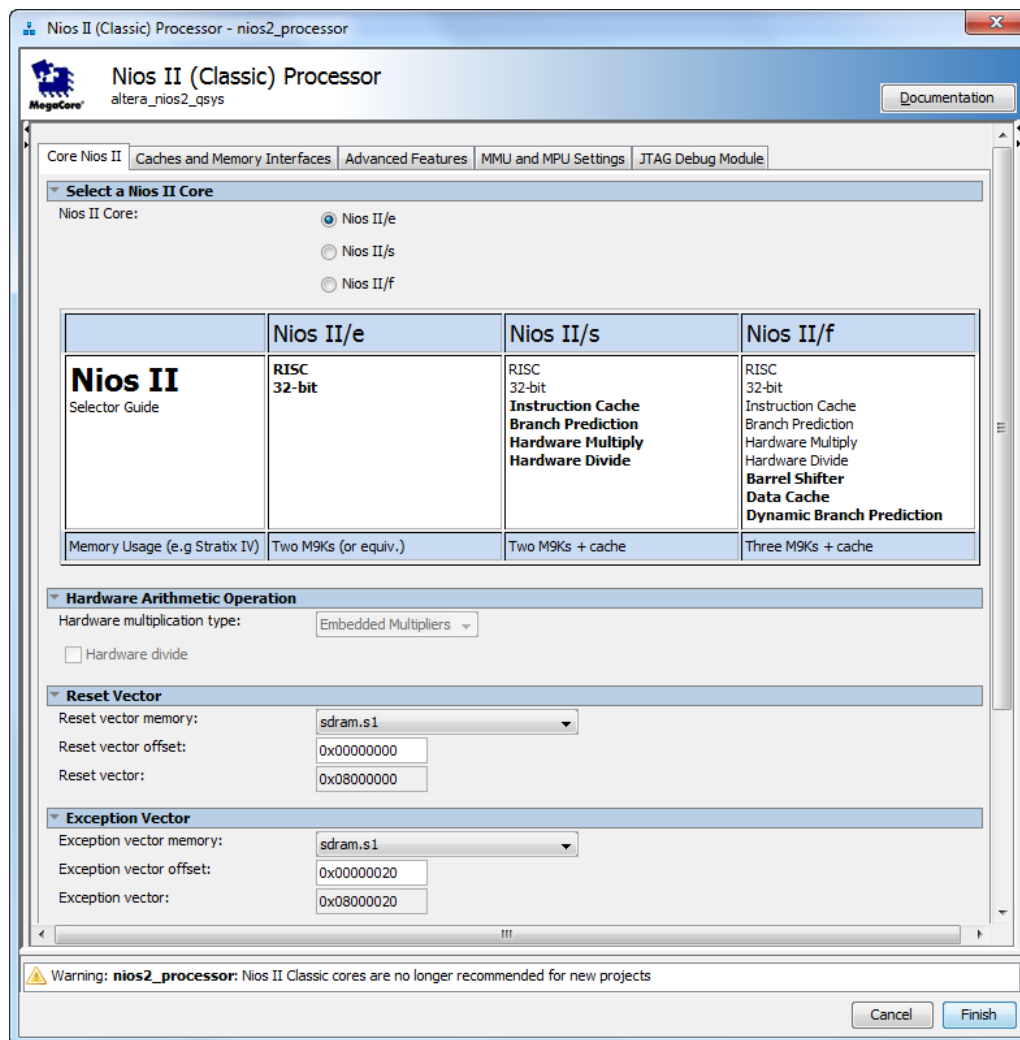 Nios II (Classic) Processor - nios2_processor
MegaCore'
Nios II (Classic) Processor
altera_nios2_qsys
Documentation
Core Nios II Caches and Memory Interfaces Advanced Features MMU and MPU Settings JTAG Debug Module
Select a Nios II Core
Nios II Core:
Nios II/e
Nios II/s
Nios II/f
Nios II/e Nios II/s Nios II/f
Nios II
Selector Guide
RISC
32-bit
RISC
32-bit
Instruction Cache
Branch Prediction
Hardware Multiply
Hardware Divide
RISC
32-bit
Instruction Cache
Branch Prediction
Hardware Multiply
Hardware Divide
Barrel Shifter
Data Cache
Dynamic Branch Prediction
Memory Usage (e.g Stratix IV) Two M9Ks (or equiv.) Two M9Ks + cache Three M9Ks + cache
Hardware Arithmetic Operation
Hardware multiplication type: Embedded Multipliers
Hardware divide
Reset Vector
Reset vector memory: sdram.s1
Reset vector offset: 0x00000000
Reset vector: 0x08000000
Exception Vector
Exception vector memory: sdram.s1
Exception vector offset: 0x00000020
Exception vector: 0x08000020
Warning: nios2_processor: Nios II Classic cores are no longer recommended for new projects
Cancel Finish